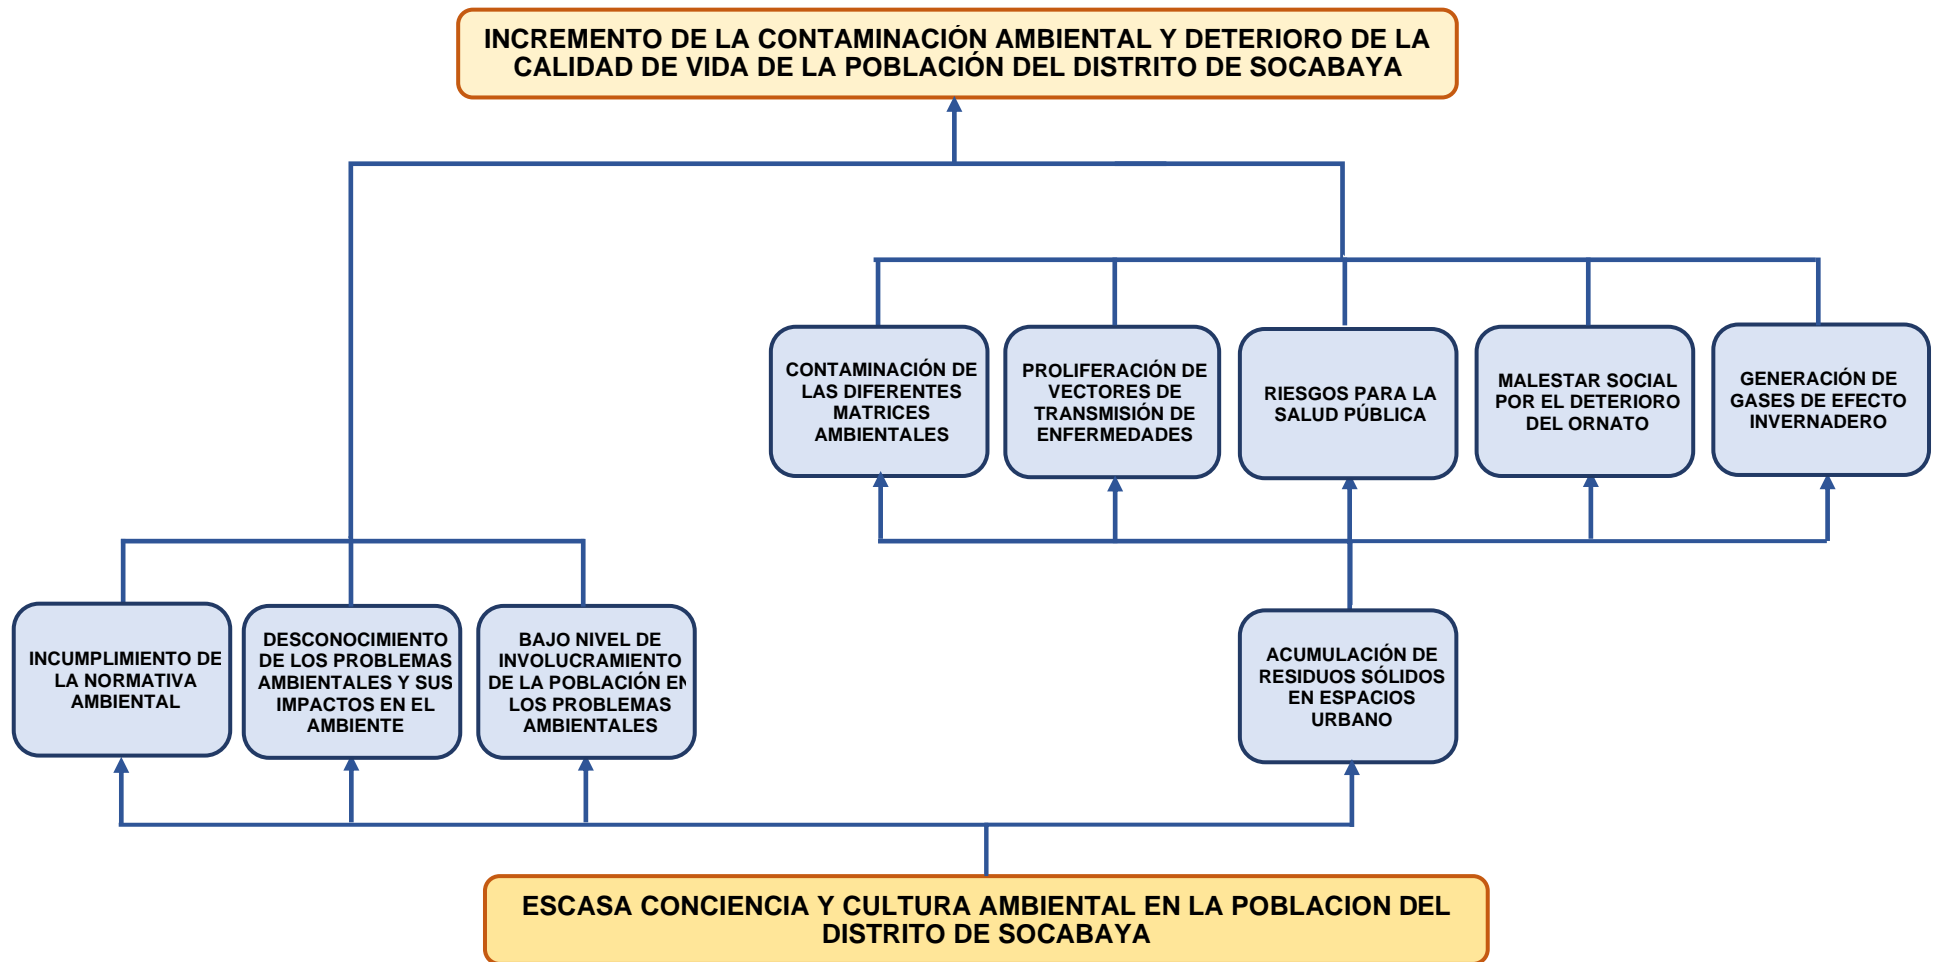 INCREMENTO DE LA CONTAMINACIÓN AMBIENTAL Y DETERIORO DE LA
CALIDAD DE VIDA DE LA POBLACIÓN DEL DISTRITO DE SOCABAYA
CONTAMINACIÓN DE
LAS DIFERENTES
MATRICES
AMBIENTALES
PROLIFERACIÓN DE
VECTORES DE
TRANSMISIÓN DE
ENFERMEDADES
RIESGOS PARA LA
SALUD PÚBLICA
MALESTAR SOCIAL
POR EL DETERIORO
DEL ORNATO
GENERACIÓN DE
GASES DE EFECTO
INVERNADERO
INCUMPLIMIENTO DE
LA NORMATIVA
AMBIENTAL
DESCONOCIMIENTO
DE LOS PROBLEMAS
AMBIENTALES Y SUS
IMPACTOS EN EL
AMBIENTE
BAJO NIVEL DE
INVOLUCRAMIENTO
DE LA POBLACIÓN EN
LOS PROBLEMAS
AMBIENTALES
ACUMULACIÓN DE
RESIDUOS SÓLIDOS
EN ESPACIOS
URBANO
ESCASA CONCIENCIA Y CULTURA AMBIENTAL EN LA POBLACION DEL
DISTRITO DE SOCABAYA